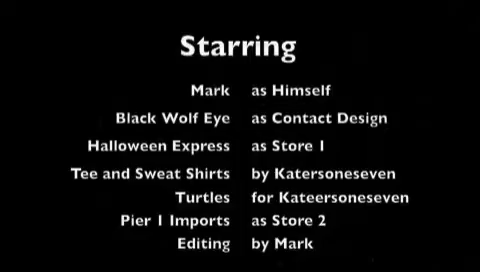 Starring
Mark as Himself
Black Wolf Eye as Contact Design
Halloween Express as Store 1
Tee and Sweat Shirts by Katersoneseven
Turtles for Kateersoneseven
Pier 1 Imports as Store 2
Editing by Mark